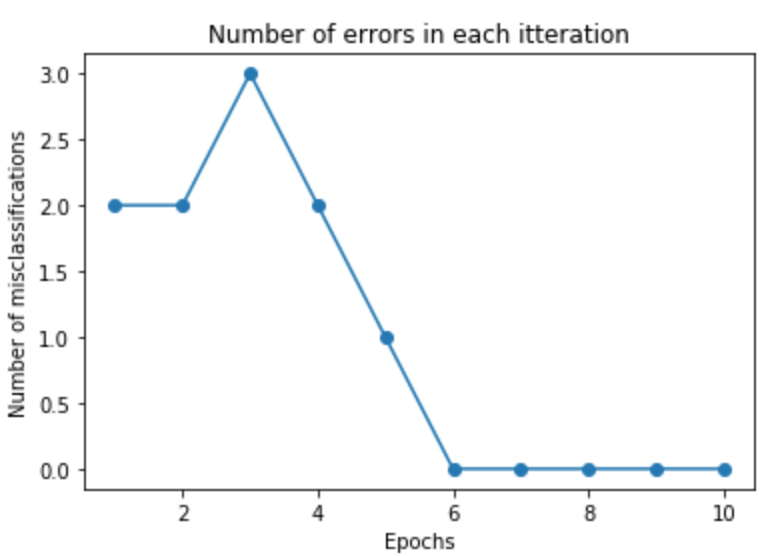 Number of errors in each itteration
Number of misclassifications
3.0
2.5
2.0
1.5
1.0
0.5
0.0
2 4 6 8 10
Epochs